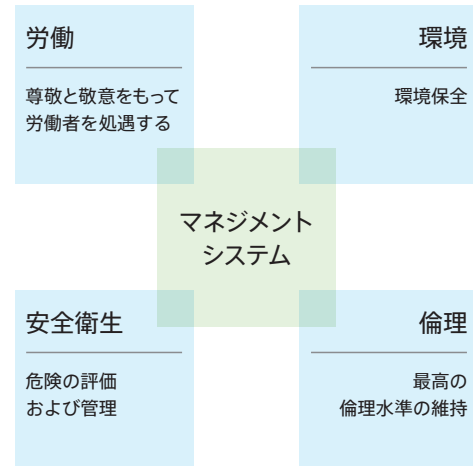 労働
尊敬と敬意をもって
労働者を処遇する
環境
環境保全
マネジメント
システム
安全衛生
危険の評価
および管理
倫理
最高の
倫理水準の維持